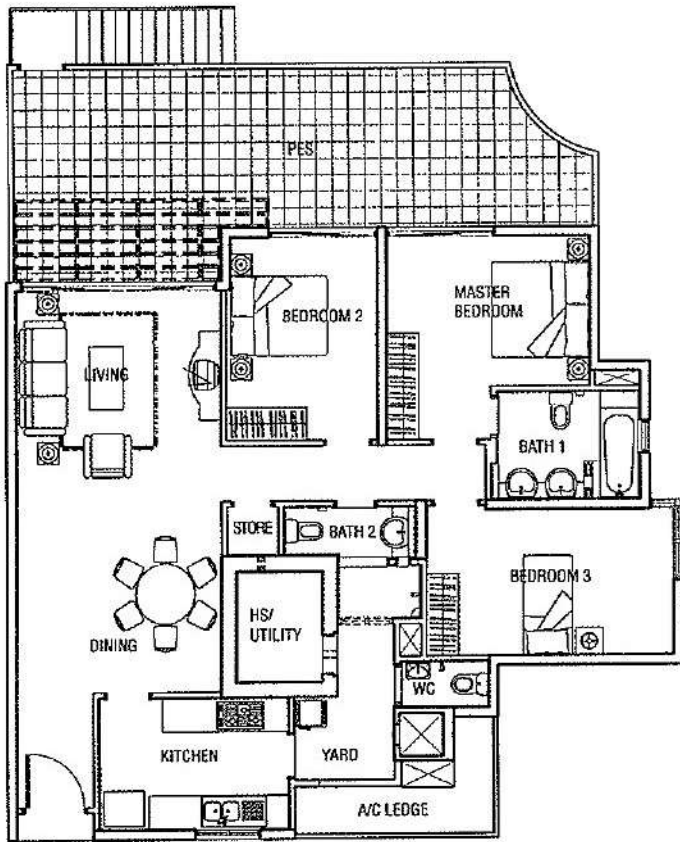 PES
BEDROOM 2
MASTER
BEDROOM
LIVING
BATH 1
STORE
BATH 2
BEDROOM 3
HS/
UTILITY
DINING
WC
KITCHEN
YARD
A/C LEDGE